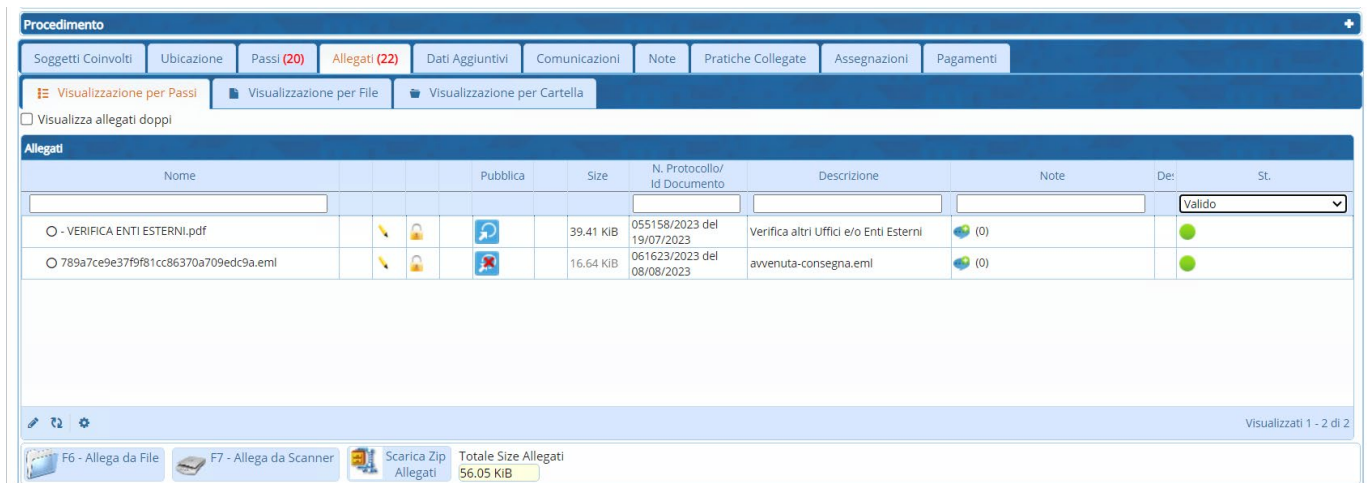 Procedimento
Soggetti Coinvolti Ubicazione Passi (20) Allegati (22) Dati Aggiuntivi Comunicazioni Note Pratiche Collegate Assegnazioni Pagamenti
Visualizzazione per Passi Visualizzazione per File Visualizzazione per Cartella
Visualizza allegati doppi
Allegati
Nome Pubblica Size N. Protocollo/ Descrizione Note De: St.
Id Documento
Valido
- VERIFICA ENTI ESTERNI.pdf 39.41 KiB 055158/2023 del Verifica altri Uffici e/o Enti Esterni (0)
19/07/2023
789a7ce9e37f9f81cc86370a709edc9a.eml 16.64 KiB 061623/2023 del avvenuta-consegna.eml (0)
08/08/2023
Visualizzati 1 - 2 di 2
F6 - Allega da File F7 - Allega da Scanner Scarica Zip Totale Size Allegati
Allegati 56.05 KiB